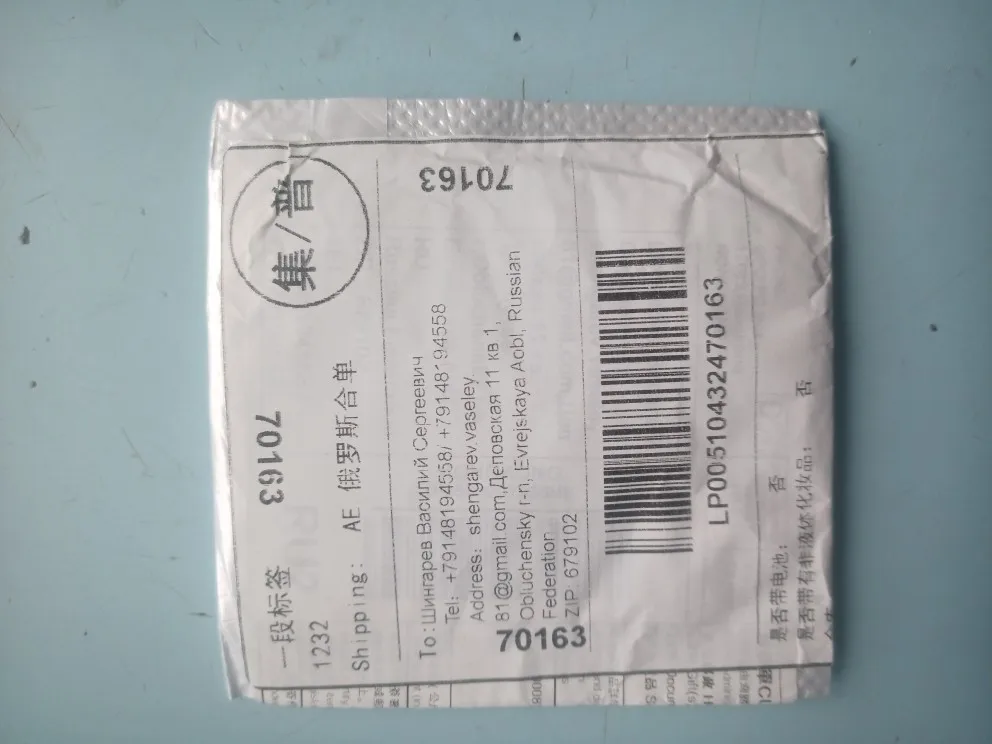 一段标签
70163
集/普
1232
Shipping: AE 俄罗斯合单
To:Шингарев Василий Сергеевич
Tel: +79148194558/ +79148194558
Address: shengarev.vaseley
81@gmail.com,Деповская 11 кв 1,
Obluchensky r-n, Evrejskaya Aobl, Russian
Federation
ZIP: 679102
70163
70163
LP00510432470163
是否带电池: 否
是否带有非液体化妆品: 否